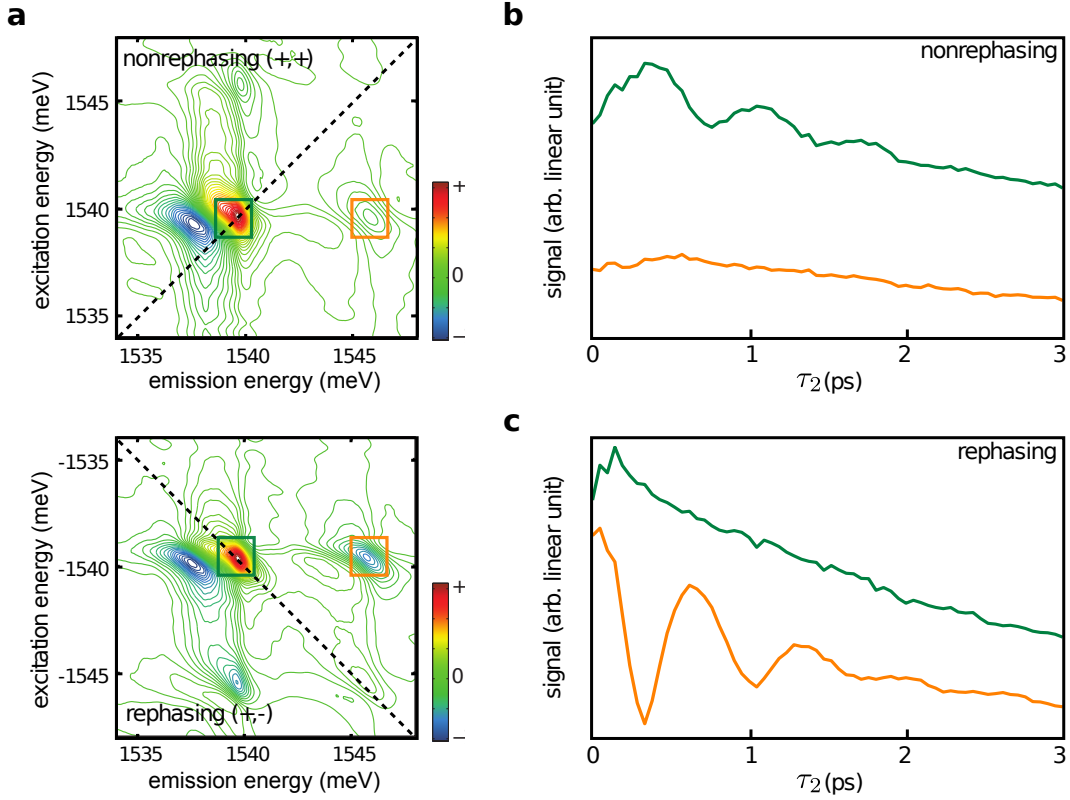 a
nonrephasing (+,+)
excitation energy (meV)
1545
1540
1535
1535
1540
1545
emission energy (meV)
+
0
−
b
nonrephasing
signal (arb. linear unit)
0
1
2
3
τ2 (ps)
rephasing (+,-)
excitation energy (meV)
-1535
-1540
-1545
1535
1540
1545
emission energy (meV)
+
0
−
c
rephasing
signal (arb. linear unit)
0
1
2
3
τ2 (ps)